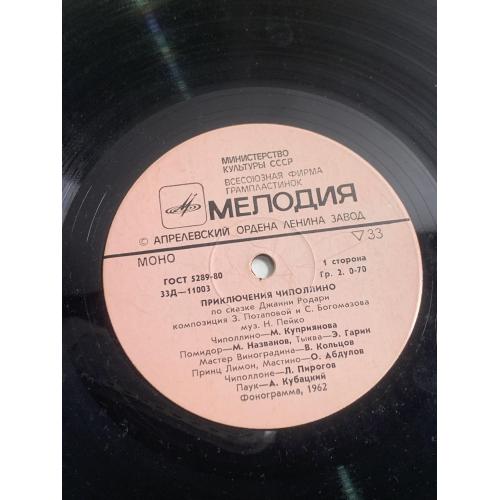 МИНИСТЕРСТВО
КУЛЬТУРЫ СССР
ВСЕСОЮЗНАЯ ФИРМА
ГРАМПЛАСТИНОК
МЕЛОДИЯ
© АПРЕЛЕВСКИЙ ОРДЕНА ЛЕНИНА ЗАВОД
МОНО ▽33
ГОСТ 5289-80 1 сторона
33Д—11003 Гр. 2. 0-70
ПРИКЛЮЧЕНИЯ ЧИПОЛЛИНО
по сказке Джанни Родари
композиция З. Потаповой и С. Богомазова
муз. Н. Пейко
Чиполлино—М. Куприянова
Помидор—М. Названов, Тыква—Э. Гарин
Мастер Виноградина—В. Кольцов
Принц Лимон, Мастино—О. Абдулов
Чиполлоне—Л. Пирогов
Паук—А. Кубацкий
Фонограмма, 1962